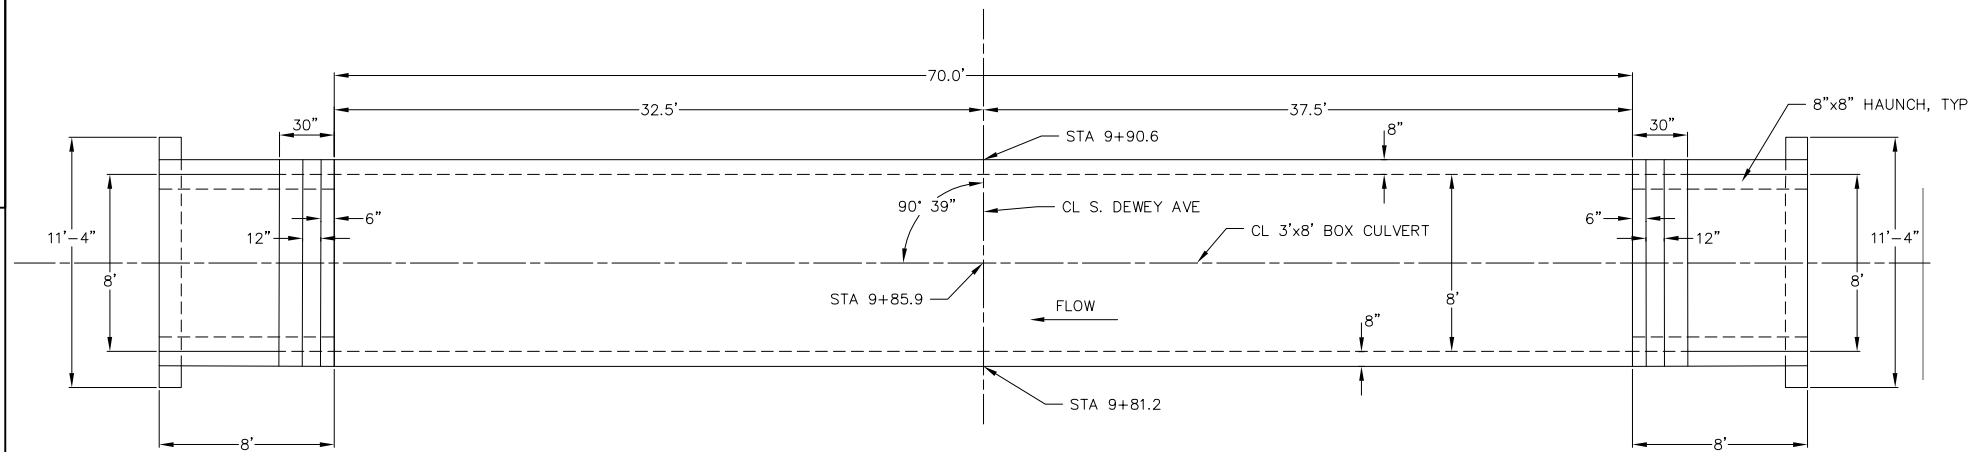 70.0'
32.5'
37.5'
8"x8" HAUNCH, TYP
30"
30"
8"
STA 9+90.6
90° 39"
CL S. DEWEY AVE
6"
6"
CL 3'x8' BOX CULVERT
11'-4"
12"
12"
11'-4"
8'
8'
8'
STA 9+85.9
FLOW
8"
STA 9+81.2
8'
8'